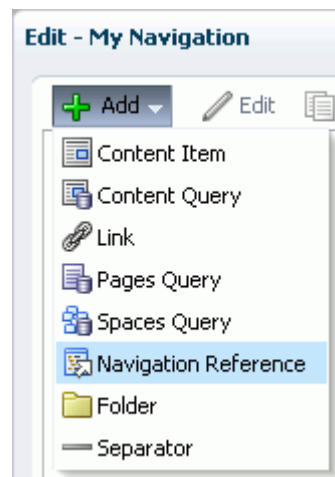 Edit - My Navigation
Add Edit
Content Item
Content Query
Link
Pages Query
Spaces Query
Navigation Reference
Folder
Separator